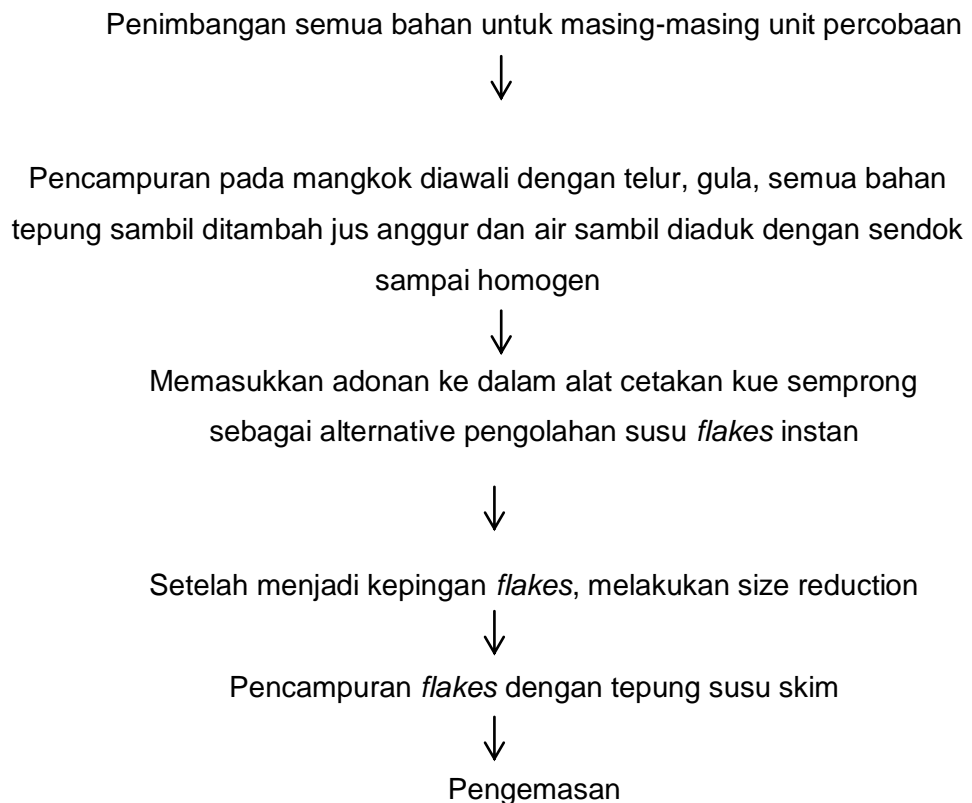 Penimbangan semua bahan untuk masing-masing unit percobaan
Pencampuran pada mangkok diawali dengan telur, gula, semua bahan
tepung sambil ditambah jus anggur dan air sambil diaduk dengan sendok
sampai homogen
Memasukkan adonan ke dalam alat cetakan kue semprong
sebagai alternative pengolahan susu flakes instan
Setelah menjadi kepingan flakes, melakukan size reduction
Pencampuran flakes dengan tepung susu skim
Pengemasan